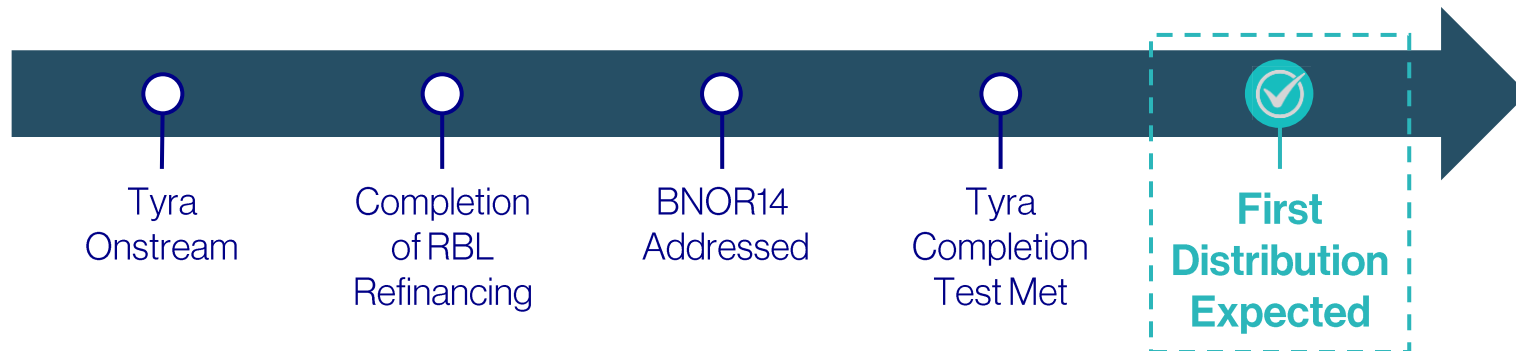 Tyra
Onstream
Completion
of RBL
Refinancing
BNOR14
Addressed
Tyra
Completion
Test Met
First
Distribution
Expected